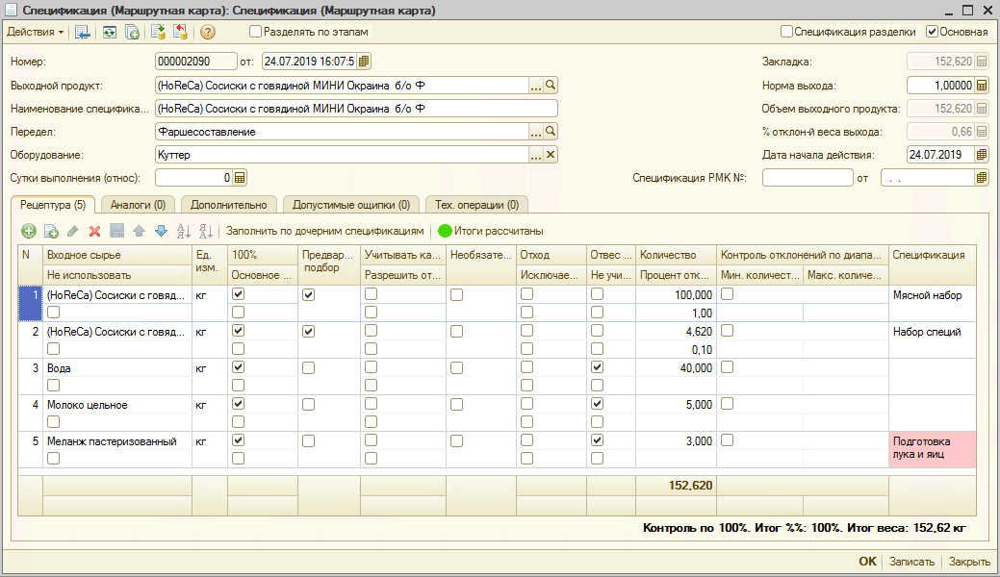 Спецификация (Маршрутная карта): Спецификация (Маршрутная карта)
Действия Разделять по этапам Спецификация разделки Основная
Номер: 000002090 от: 24.07.2019 16:07:5 Закладка: 152,620
Выходной продукт: (HoReCa) Сосиски с говядиной МИНИ Окраина б/о Ф ... Норма выхода: 1,00000
Наименование специфика... (HoReCa) Сосиски с говядиной МИНИ Окраина б/о Ф Объем выходного продукта: 152,620
Передел: Фаршесоставление ... % отклон-й веса выхода: 0,66
Оборудование: Куттер ... Дата начала действия: 24.07.2019
Сутки выполнения (относ): 0 Спецификация РМК №: от . .
Рецептура (5) Аналоги (0) Дополнительно Допустимые ощипки (0) Тех. операции (0)
Заполнить по дочерним спецификациям Итоги рассчитаны
N Входное сырье Ед. изм. 100% Предвар... подбор Учитывать ка... Необязате... Отход Отвес ... Количество Контроль отклонений по диапа... Спецификация
Не использовать Основное ... Разрешить от... Исключае... Не учи... Процент отк... Мин. количест... Макс. количе...
1 (HoReCa) Сосиски с говяд... кг 100,000 Мясной набор
1,00
2 (HoReCa) Сосиски с говяд... кг 4,620 Набор специй
0,10
3 Вода кг 40,000
4 Молоко цельное кг 5,000
5 Меланж пастеризованный кг 3,000 Подготовка
лука и яиц
152,620
Контроль по 100%. Итог %%: 100%. Итог веса: 152,62 кг
OK Записать Закрыть